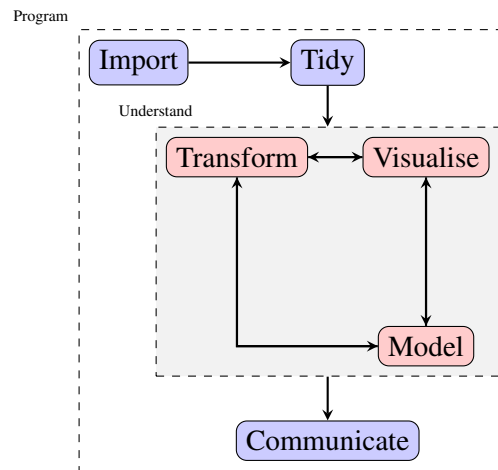 Program
Import
Tidy
Understand
Transform
Visualise
Model
Communicate